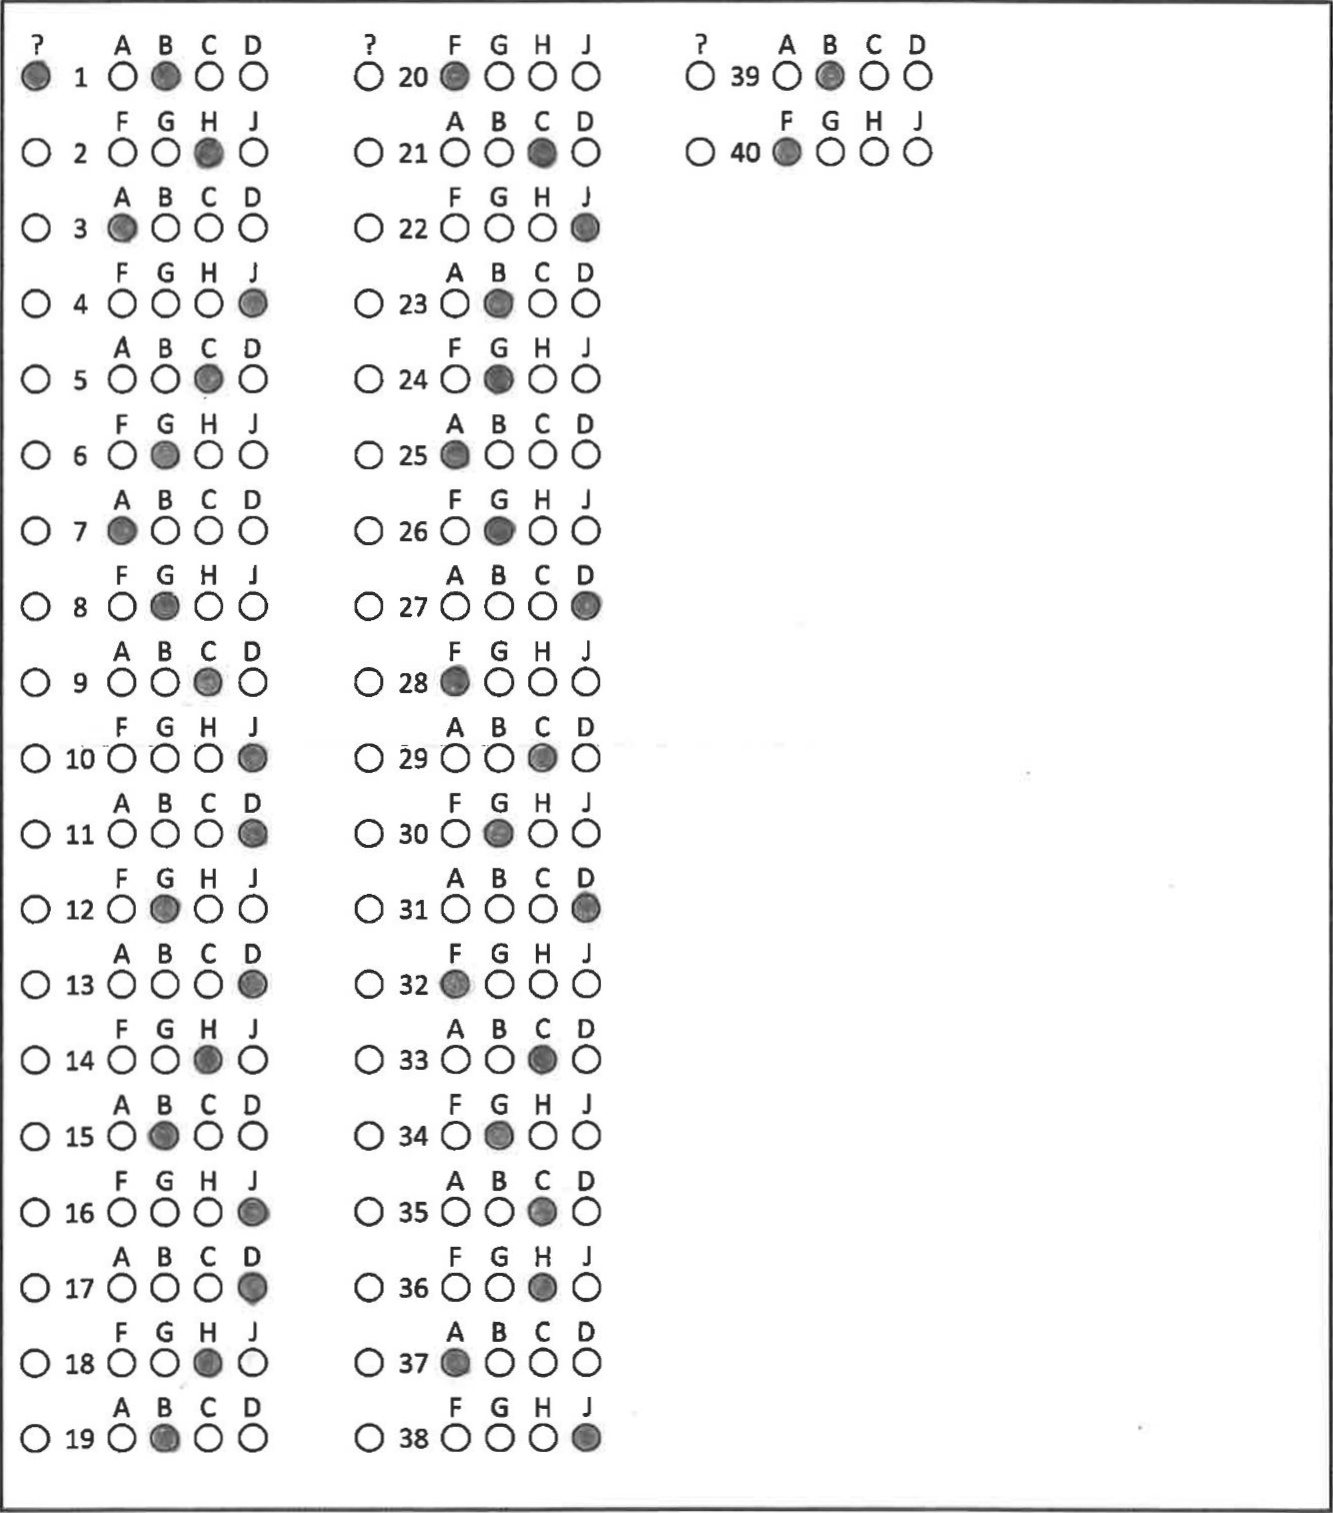 ? A B C D
1
F G H J
2
A B C D
3
F G H J
4
A B C D
5
F G H J
6
A B C D
7
F G H J
8
A B C D
9
F G H J
10
A B C D
11
F G H J
12
A B C D
13
F G H J
14
A B C D
15
F G H J
16
A B C D
17
F G H J
18
A B C D
19
? F G H J
20
A B C D
21
F G H J
22
A B C D
23
F G H J
24
A B C D
25
F G H J
26
A B C D
27
F G H J
28
A B C D
29
F G H J
30
A B C D
31
F G H J
32
A B C D
33
F G H J
34
A B C D
35
F G H J
36
A B C D
37
F G H J
38
? A B C D
39
F G H J
40